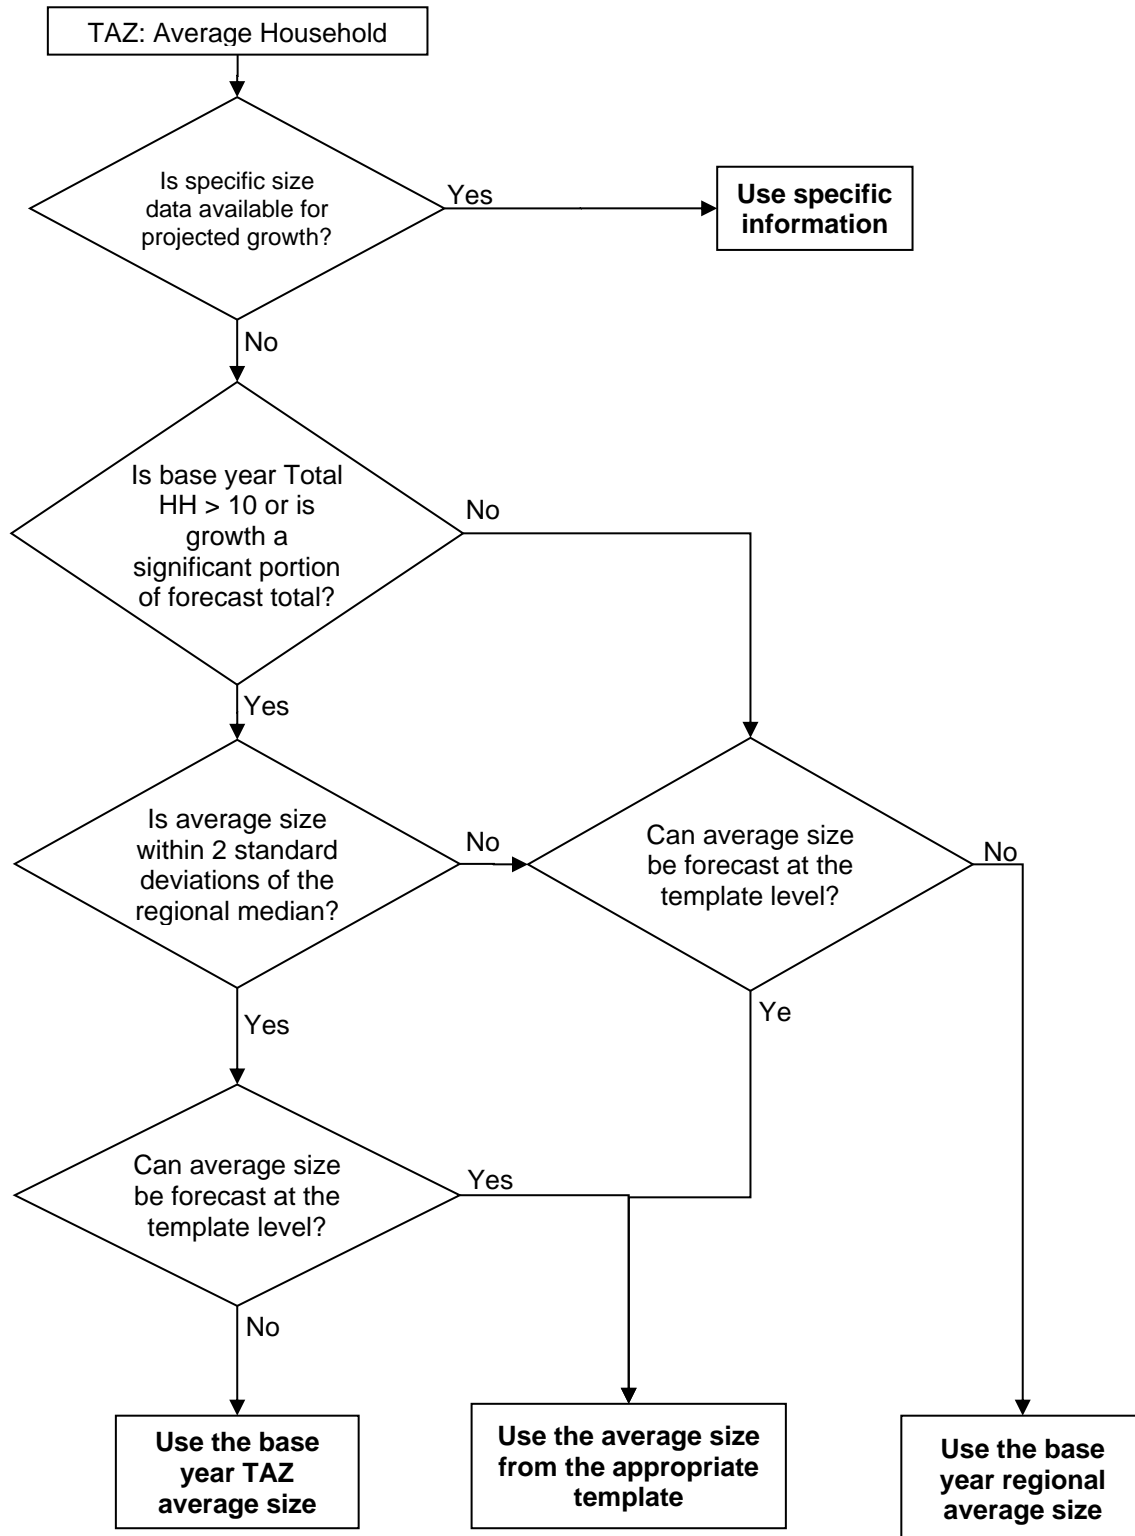 TAZ: Average Household
Is specific size
data available for
projected growth?
Yes
Use specific
information
No
Is base year Total
HH > 10 or is
growth a
significant portion
of forecast total?
No
Yes
Is average size
within 2 standard
deviations of the
regional median?
No
Can average size
be forecast at the
template level?
No
Ye
Yes
Can average size
be forecast at the
template level?
Yes
No
Use the base
year TAZ
average size
Use the average size
from the appropriate
template
Use the base
year regional
average size